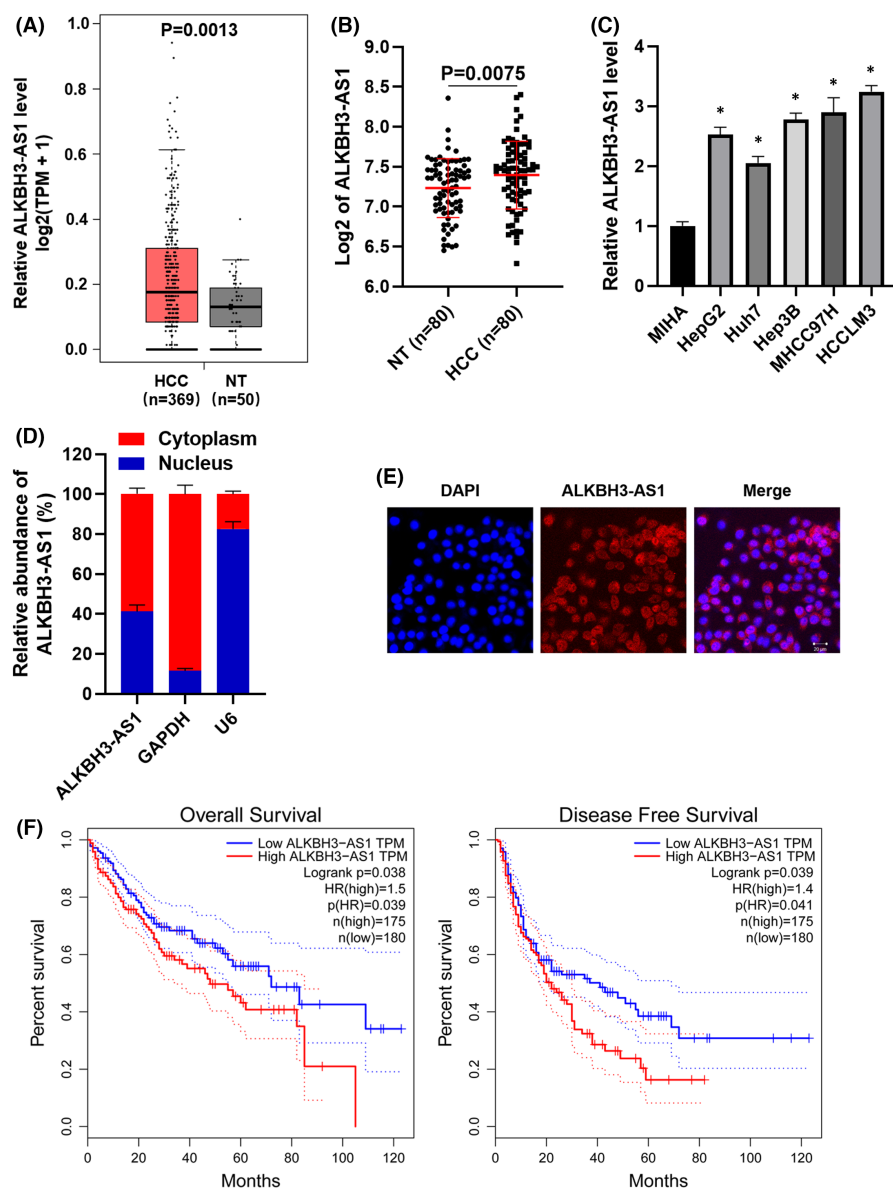 (A)
P=0.0013
Relative ALKBH3-AS1 level
log2(TPM + 1)
1.0
0.8
0.6
0.4
0.2
0.0
HCC
(n=369)
NT
(n=50)
(B)
P=0.0075
Log2 of ALKBH3-AS1
9.0
8.5
8.0
7.5
7.0
6.5
6.0
NT (n=80)
HCC (n=80)
(C)
Relative ALKBH3-AS1 level
4
3
2
1
0
* * * * *
MIHA
HepG2
Huh7
Hep3B
MHCC97H
HCCLM3
(D)
Cytoplasm
Nucleus
Relative abundance of
ALKBH3-AS1 (%)
120
100
80
60
40
20
0
ALKBH3-AS1
GAPDH
U6
(E)
DAPI
ALKBH3-AS1
Merge
20 μm
(F)
Overall Survival
Low ALKBH3−AS1 TPM
High ALKBH3−AS1 TPM
Logrank p=0.038
HR(high)=1.5
p(HR)=0.039
n(high)=175
n(low)=180
Percent survival
1.0
0.8
0.6
0.4
0.2
0.0
0 20 40 60 80 100 120
Months
Disease Free Survival
Low ALKBH3−AS1 TPM
High ALKBH3−AS1 TPM
Logrank p=0.039
HR(high)=1.4
p(HR)=0.041
n(high)=175
n(low)=180
Percent survival
1.0
0.8
0.6
0.4
0.2
0.0
0 20 40 60 80 100 120
Months